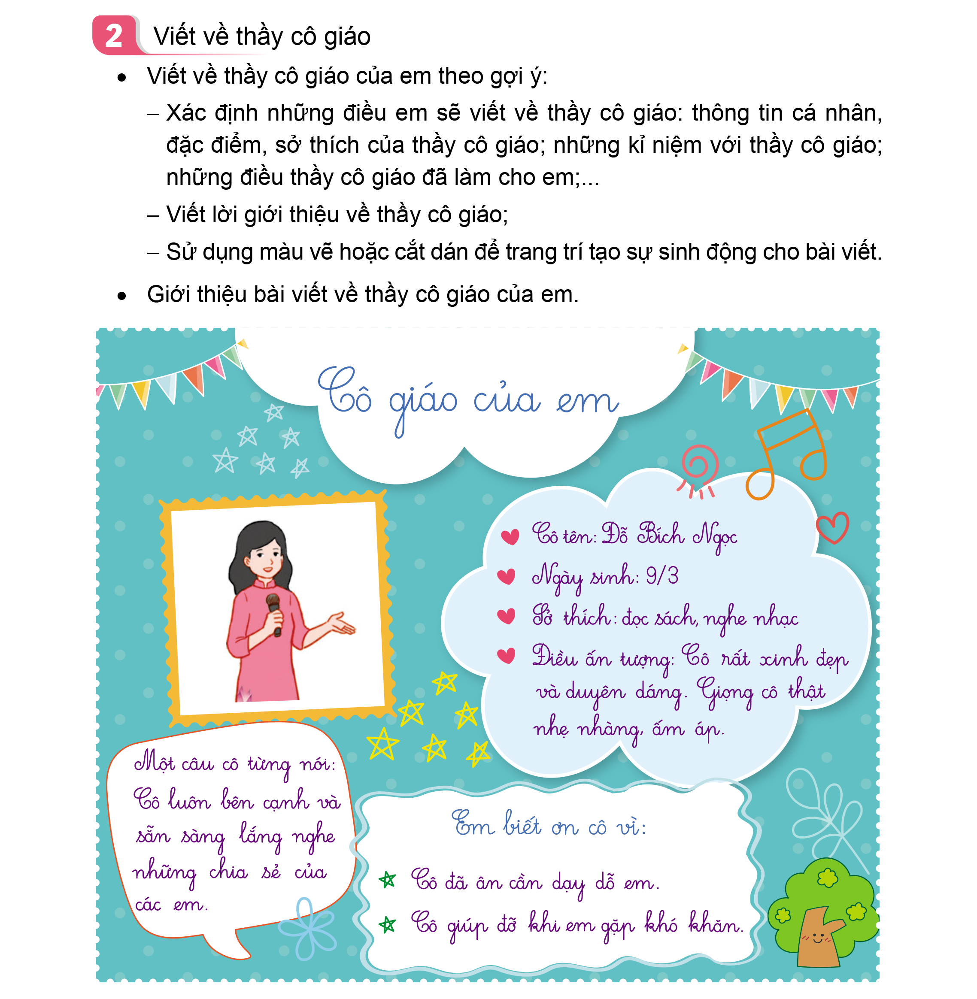 2 Viết về thầy cô giáo
• Viết về thầy cô giáo của em theo gợi ý:
– Xác định những điều em sẽ viết về thầy cô giáo: thông tin cá nhân,
đặc điểm, sở thích của thầy cô giáo; những kỉ niệm với thầy cô giáo;
những điều thầy cô giáo đã làm cho em;...
– Viết lời giới thiệu về thầy cô giáo;
– Sử dụng màu vẽ hoặc cắt dán để trang trí tạo sự sinh động cho bài viết.
• Giới thiệu bài viết về thầy cô giáo của em.
Cô giáo của em
Cô tên: Đỗ Bích Ngọc
Ngày sinh: 9/3
Sở thích: đọc sách, nghe nhạc
Điều ấn tượng: Cô rất xinh đẹp
và duyên dáng. Giọng cô thật
nhẹ nhàng, ấm áp.
Một câu cô từng nói:
Cô luôn bên cạnh và
sẵn sàng lắng nghe
những chia sẻ của
các em.
Em biết ơn cô vì:
Cô đã ân cần dạy dỗ em.
Cô giúp đỡ khi em gặp khó khăn.